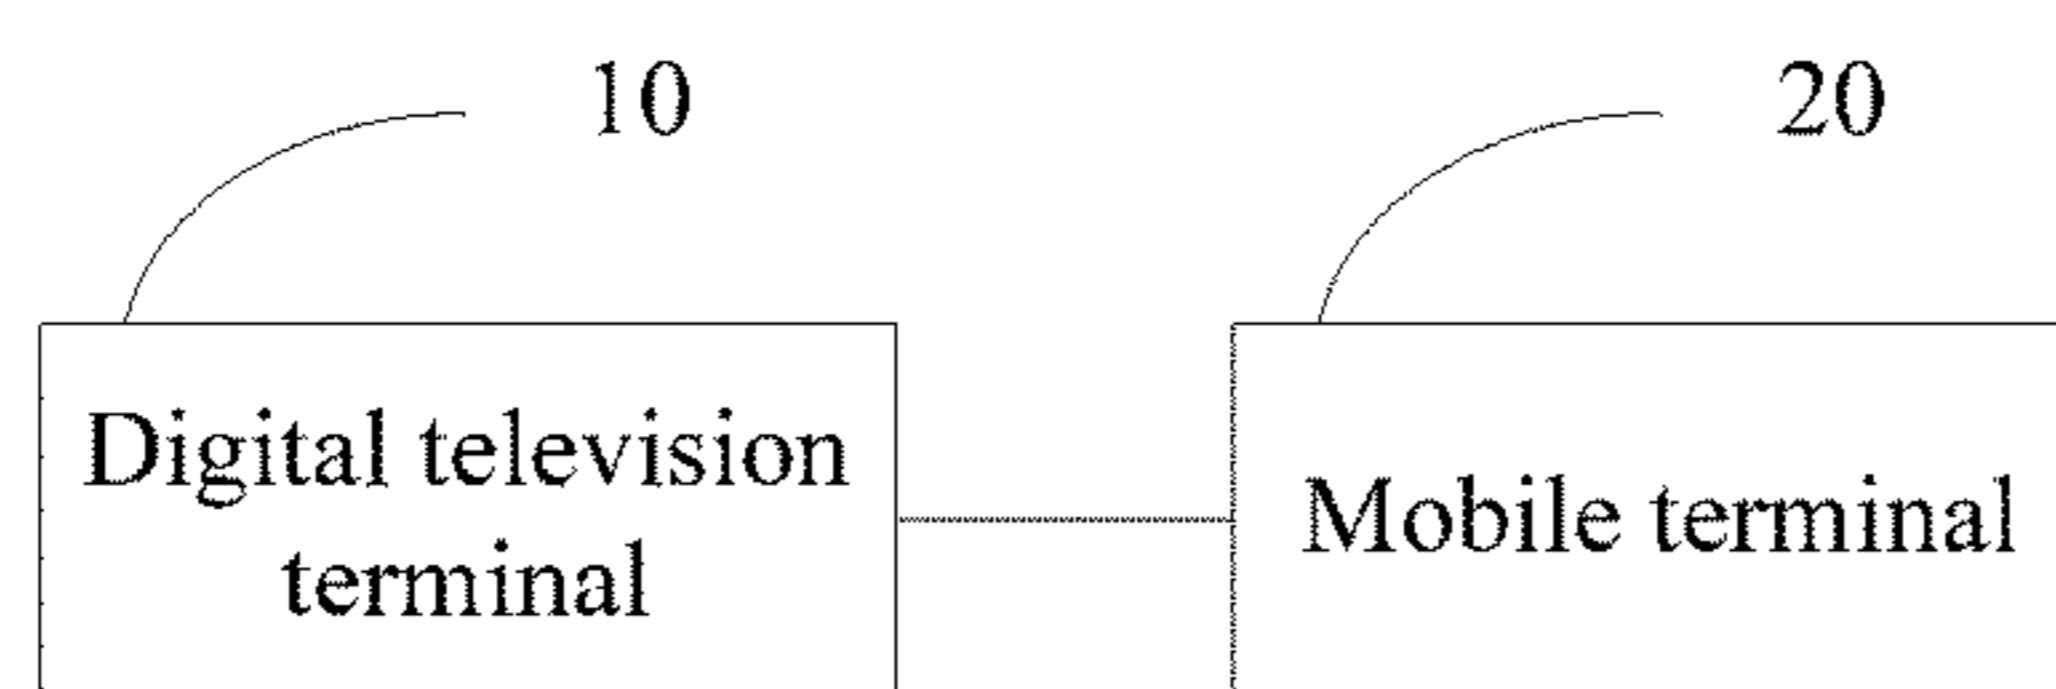 10
20
Digital television
terminal
Mobile terminal